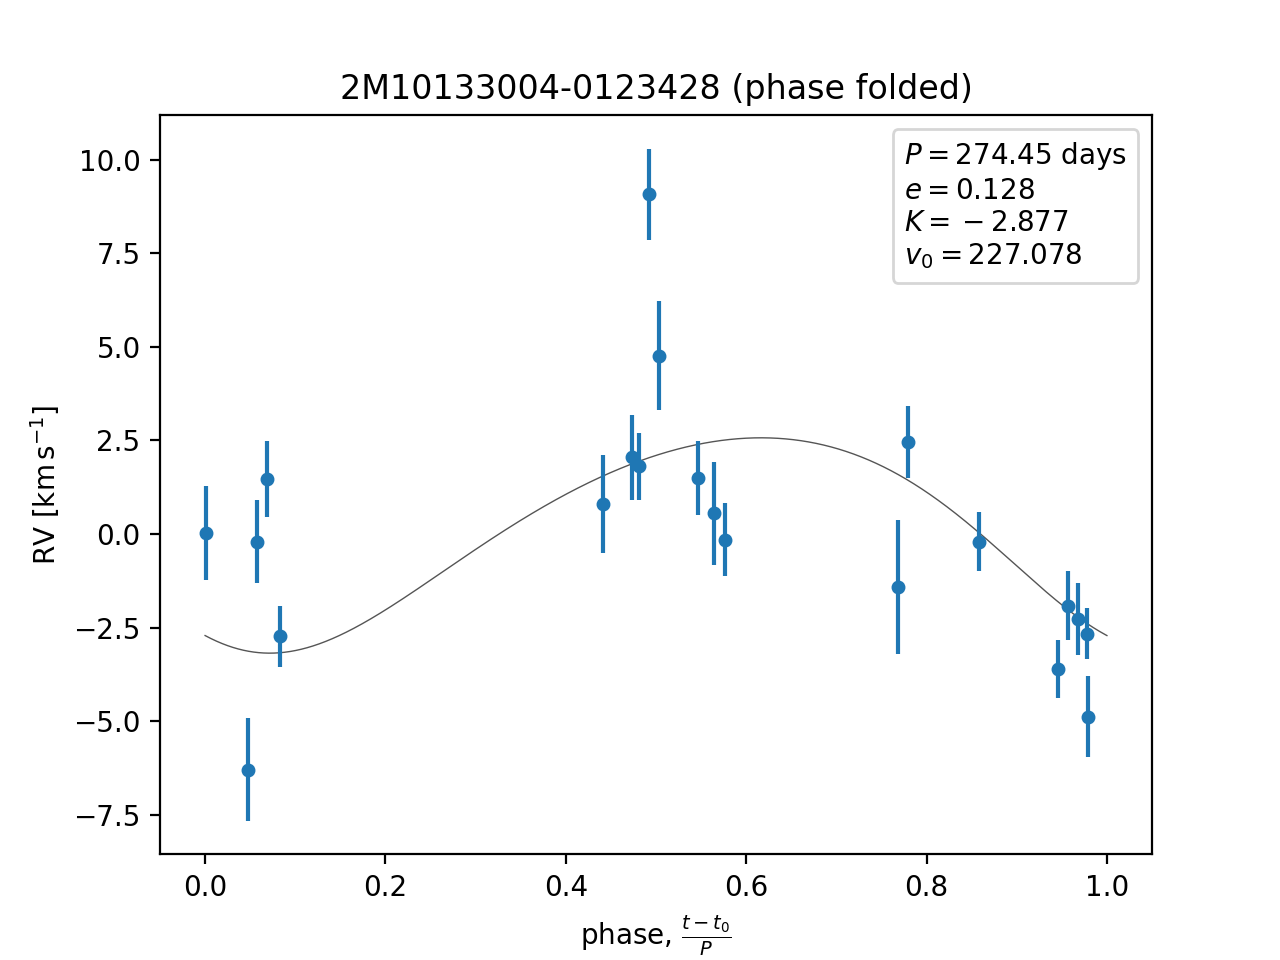 2M10133004-0123428 (phase folded)
P = 274.45 days
e = 0.128
K = −2.877
v₀ = 227.078
10.0
7.5
5.0
2.5
0.0
−2.5
−5.0
−7.5
RV [km s⁻¹]
0.0 0.2 0.4 0.6 0.8 1.0
phase, (t − t₀)/P